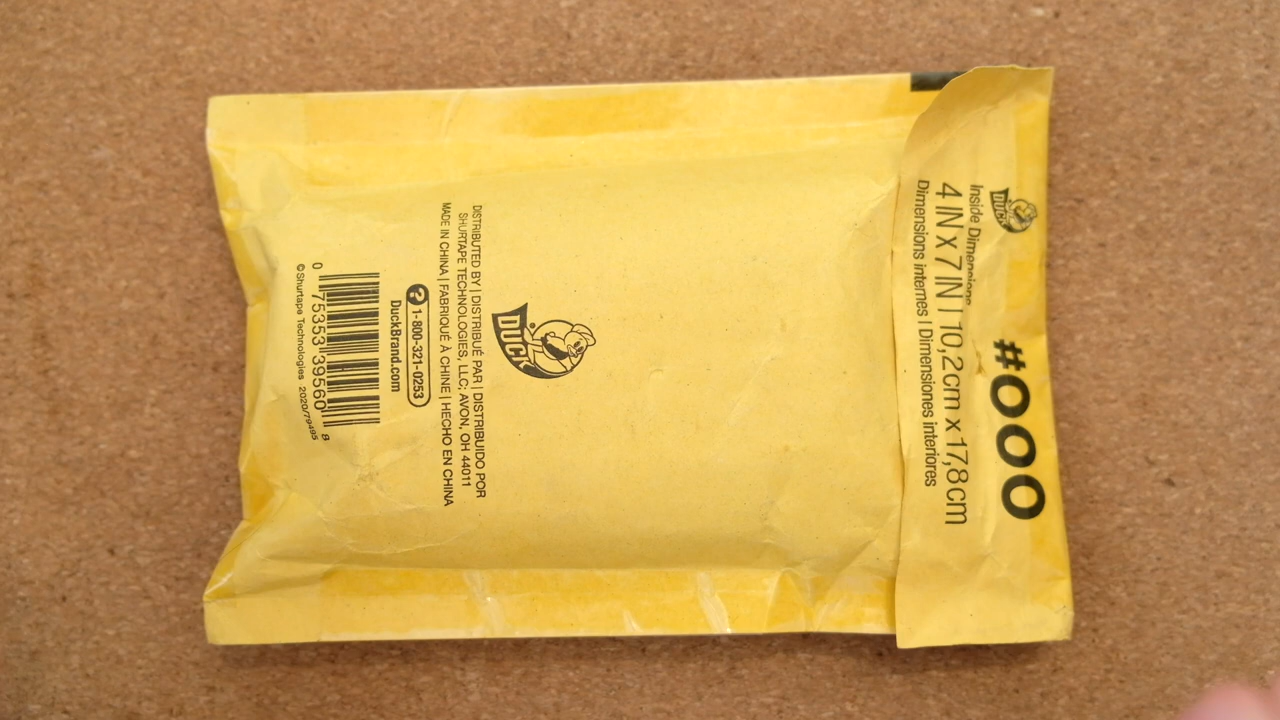 DUCK
Inside Dimensions
4 IN x 7 IN | 10,2cm x 17,8cm
Dimensions internes | Dimensiones interiores
#000
DUCK®
DISTRIBUTED BY | DISTRIBUÉ PAR | DISTRIBUIDO POR
SHURTAPE TECHNOLOGIES, LLC; AVON, OH 44011
MADE IN CHINA | FABRIQUÉ À CHINE | HECHO EN CHINA
? 1-800-321-0253
DuckBrand.com
0 75353 39560 8
©Shurtape Technologies 2020/79495